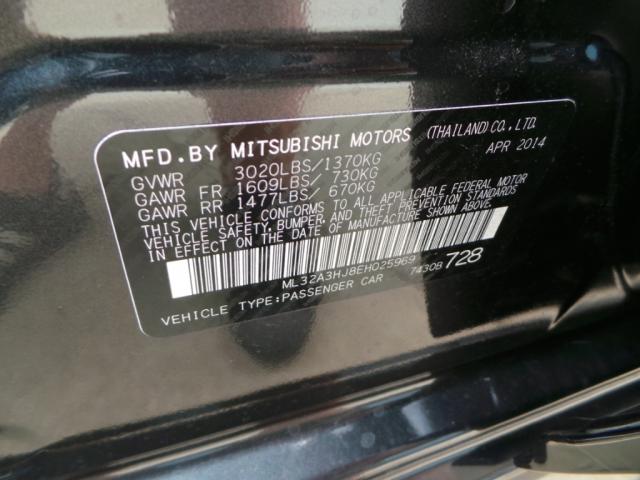 MFD.BY MITSUBISHI MOTORS (THAILAND)CO.,LTD.
APR 2014
GVWR 3020LBS/1370KG
GAWR FR 1609LBS/ 730KG
GAWR RR 1477LBS/ 670KG
THIS VEHICLE CONFORMS TO ALL APPLICABLE FEDERAL MOTOR
VEHICLE SAFETY, BUMPER, AND THEFT PREVENTION STANDARDS
IN EFFECT ON THE DATE OF MANUFACTURE SHOWN ABOVE.
ML32A3HJ8EH025969 7430B 728
VEHICLE TYPE:PASSENGER CAR